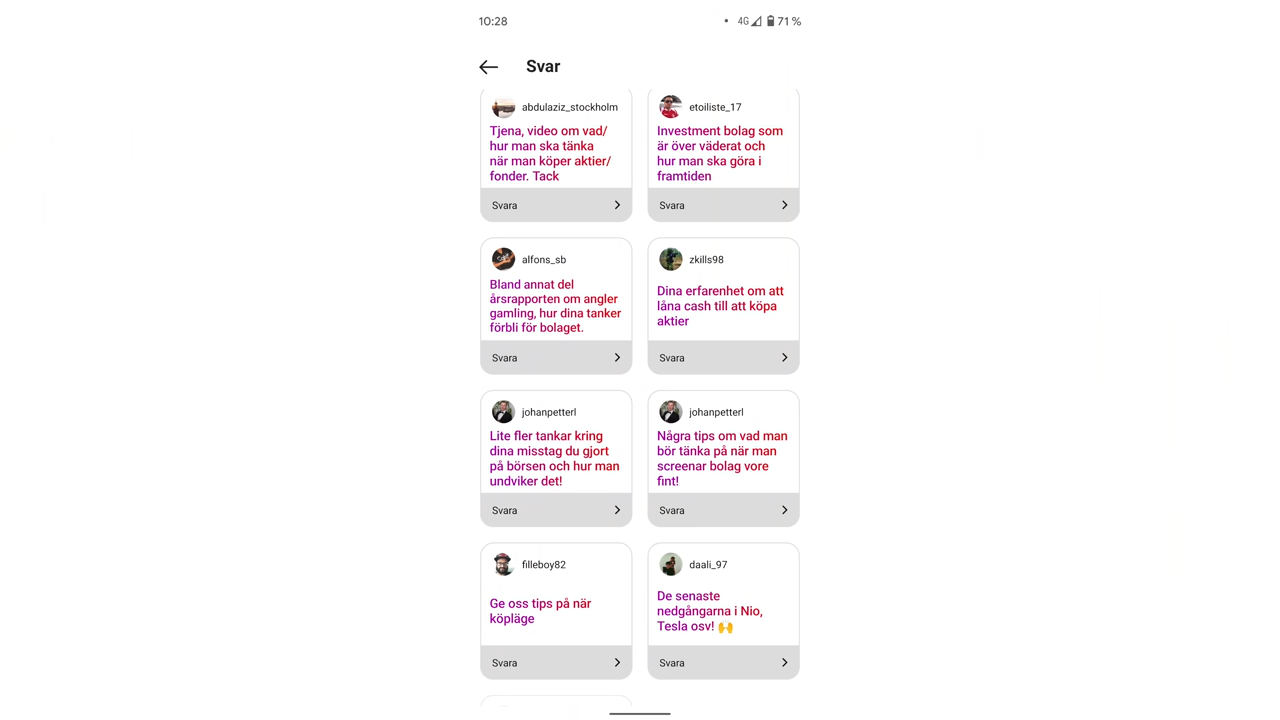 10:28
4G 71 %
Svar
abdulaziz_stockholm
Tjena, video om vad/
hur man ska tänka
när man köper aktier/
fonder. Tack
Svara
etoiliste_17
Investment bolag som
är över väderat och
hur man ska göra i
framtiden
Svara
alfons_sb
Bland annat del
årsrapporten om angler
gamling, hur dina tanker
förbli för bolaget.
Svara
zkills98
Dina erfarenhet om att
låna cash till att köpa
aktier
Svara
johanpetterl
Lite fler tankar kring
dina misstag du gjort
på börsen och hur man
undviker det!
Svara
johanpetterl
Några tips om vad man
bör tänka på när man
screenar bolag vore
fint!
Svara
filleboy82
Ge oss tips på när
köpläge
Svara
daali_97
De senaste
nedgångarna i Nio,
Tesla osv! 🙌
Svara